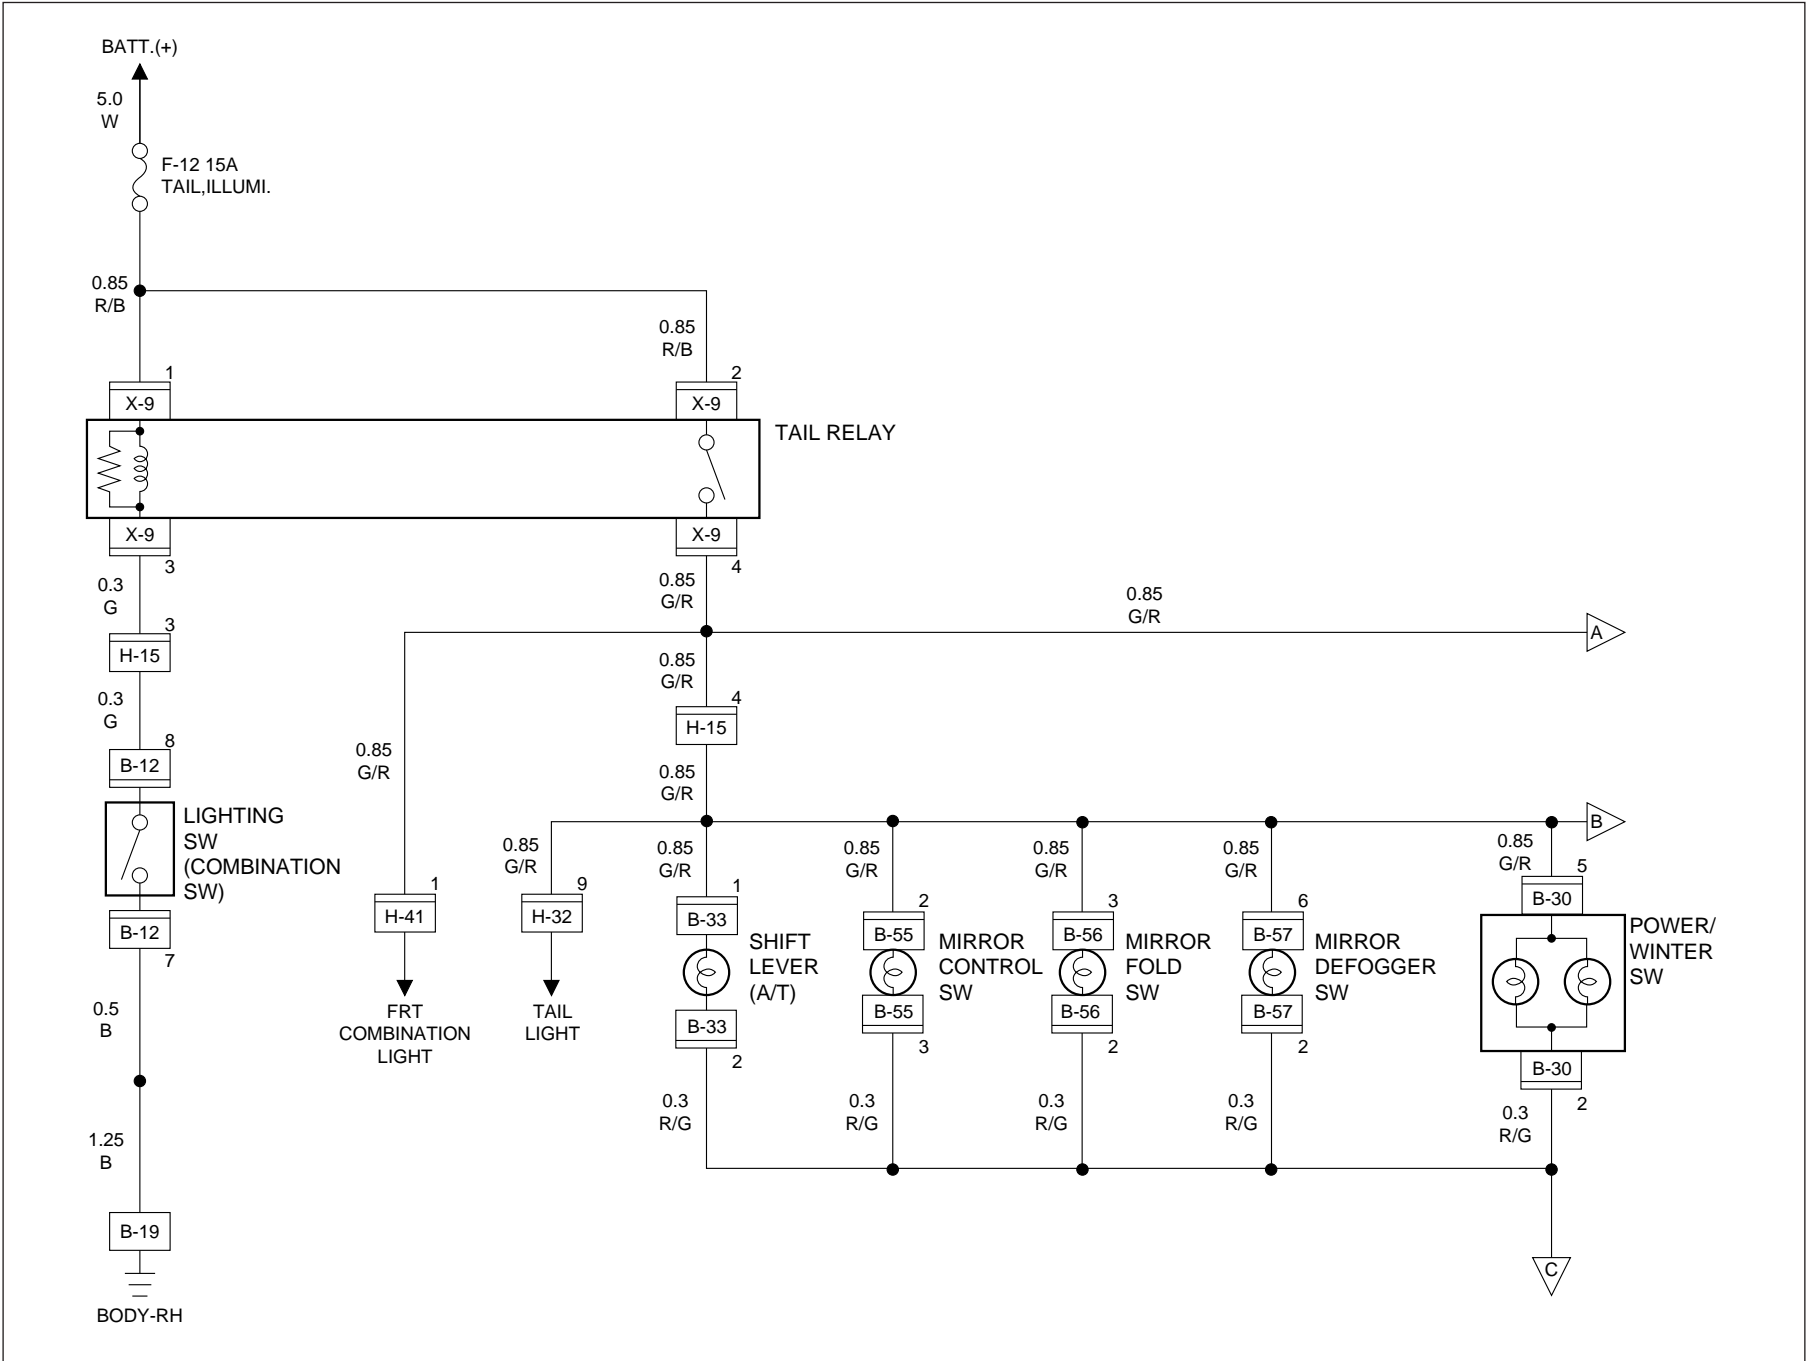 BATT.(+)
5.0
W
F-12 15A
TAIL,ILLUMI.
0.85
R/B
0.85
R/B
1
X-9
2
X-9
TAIL RELAY
X-9
3
X-9
4
0.3
G
0.85
G/R
0.85
G/R
A
3
H-15
0.85
G/R
4
H-15
0.3
G
0.85
G/R
0.85
G/R
8
B-12
LIGHTING
SW
(COMBINATION
SW)
B-12
7
B
0.85
G/R
0.85
G/R
0.85
G/R
0.85
G/R
0.85
G/R
0.85
G/R
1
H-41
FRT
COMBINATION
LIGHT
9
H-32
TAIL
LIGHT
1
B-33
SHIFT
LEVER
(A/T)
B-33
2
2
B-55
MIRROR
CONTROL
SW
B-55
3
3
B-56
MIRROR
FOLD
SW
B-56
2
6
B-57
MIRROR
DEFOGGER
SW
B-57
2
5
B-30
POWER/
WINTER
SW
B-30
2
0.5
B
0.3
R/G
0.3
R/G
0.3
R/G
0.3
R/G
0.3
R/G
1.25
B
B-19
BODY-RH
C